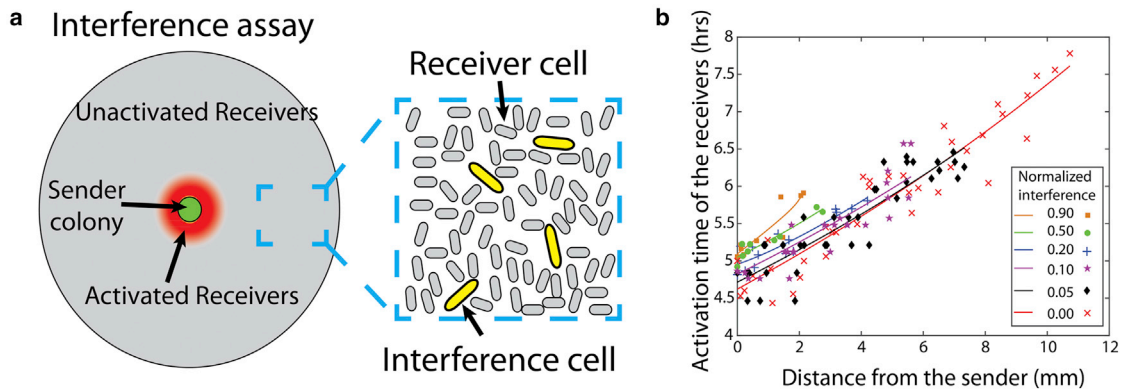 a
Interference assay
Unactivated Receivers
Sender
colony
Activated Receivers
Receiver cell
Interference cell
b
Activation time of the receivers (hrs)
8
7.5
7
6.5
6
5.5
5
4.5
4
0
2
4
6
8
10
12
Distance from the sender (mm)
Normalized
interference
0.90
0.50
0.20
0.10
0.05
0.00